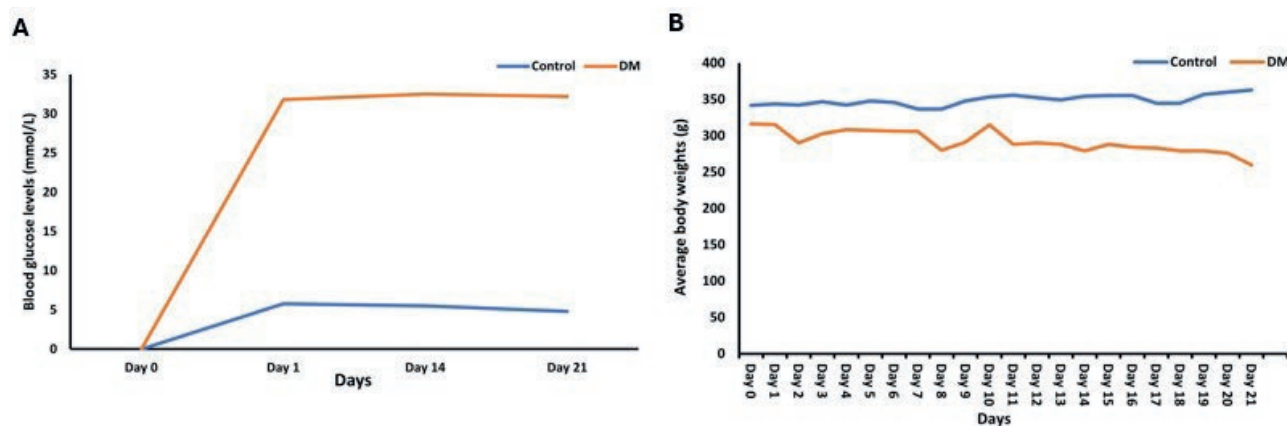 A
Control DM
Blood glucose levels (mmol/L)
35
30
25
20
15
10
5
0
Day 0 Day 1 Day 14 Day 21
Days
B
Control DM
Average body weights (g)
400
350
300
250
200
150
100
50
0
Day 0 Day 1 Day 2 Day 3 Day 4 Day 5 Day 6 Day 7 Day 8 Day 9 Day 10 Day 11 Day 12 Day 13 Day 14 Day 15 Day 16 Day 17 Day 18 Day 19 Day 20 Day 21
Days